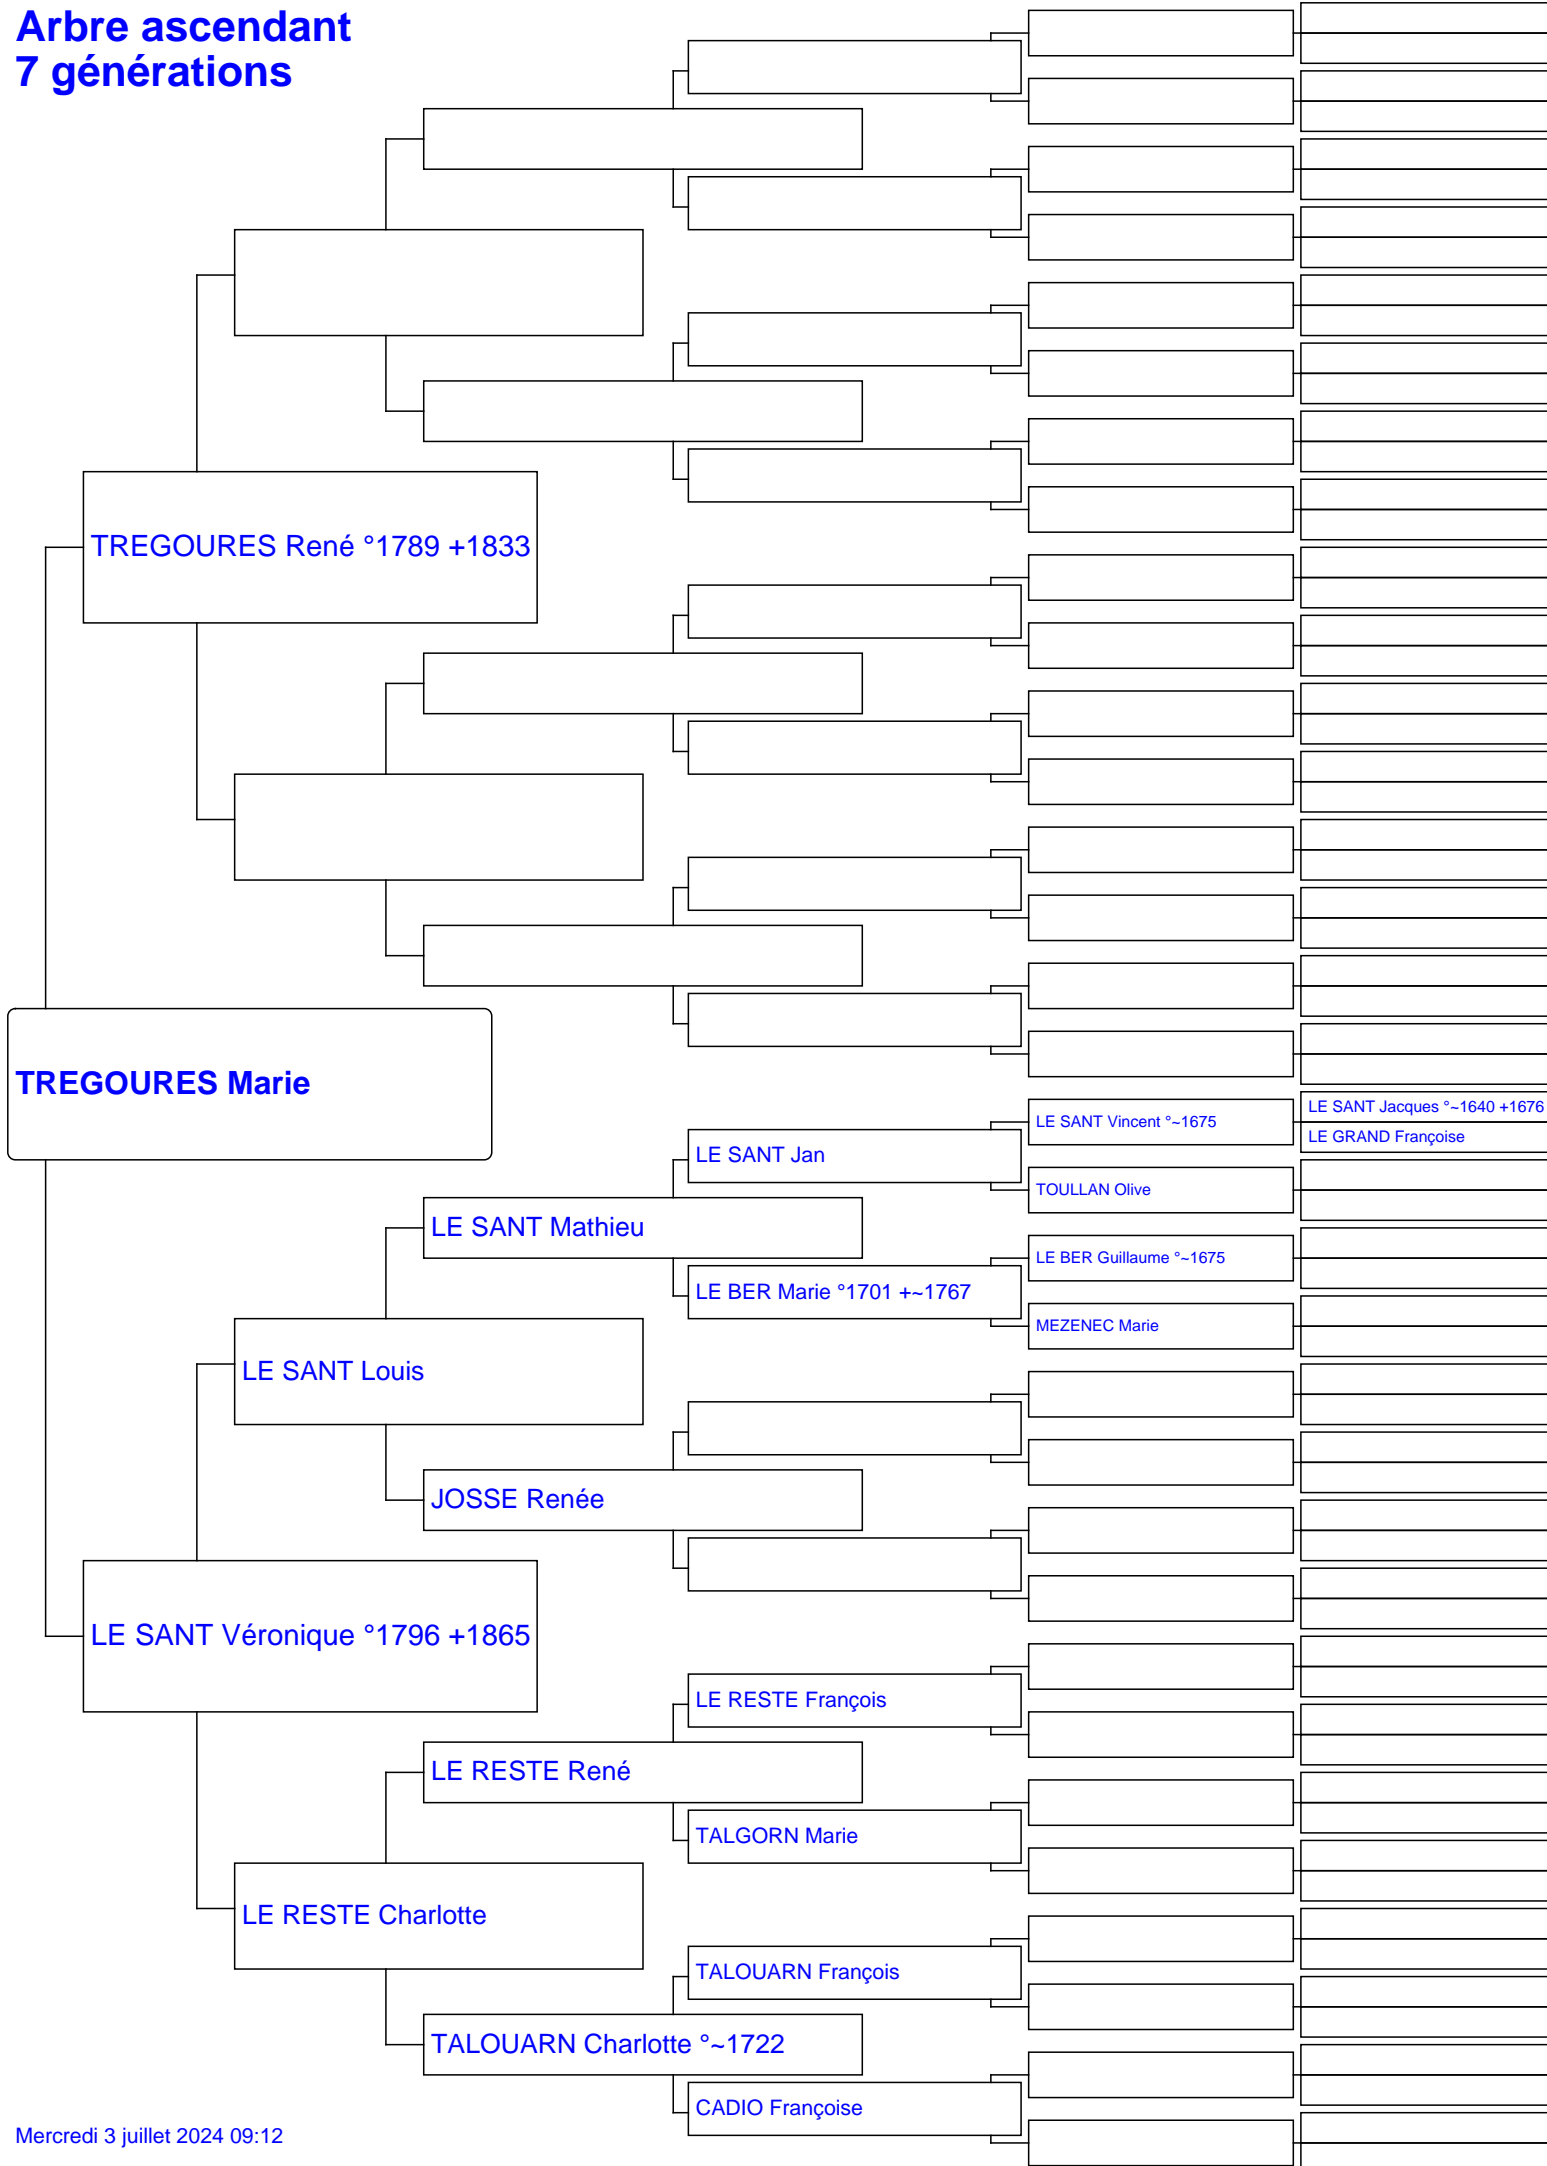 Arbre ascendant
7 générations
TREGOURES René °1789 +1833
TREGOURES Marie
LE SANT Jacques °~1640 +1676
LE SANT Vincent °~1675
LE GRAND Françoise
LE SANT Jan
TOULLAN Olive
LE SANT Mathieu
LE BER Guillaume °~1675
LE BER Marie °1701 +~1767
MEZENEC Marie
LE SANT Louis
JOSSE Renée
LE SANT Véronique °1796 +1865
LE RESTE François
LE RESTE René
TALGORN Marie
LE RESTE Charlotte
TALOUARN François
TALOUARN Charlotte °~1722
CADIO Françoise
Mercredi 3 juillet 2024 09:12